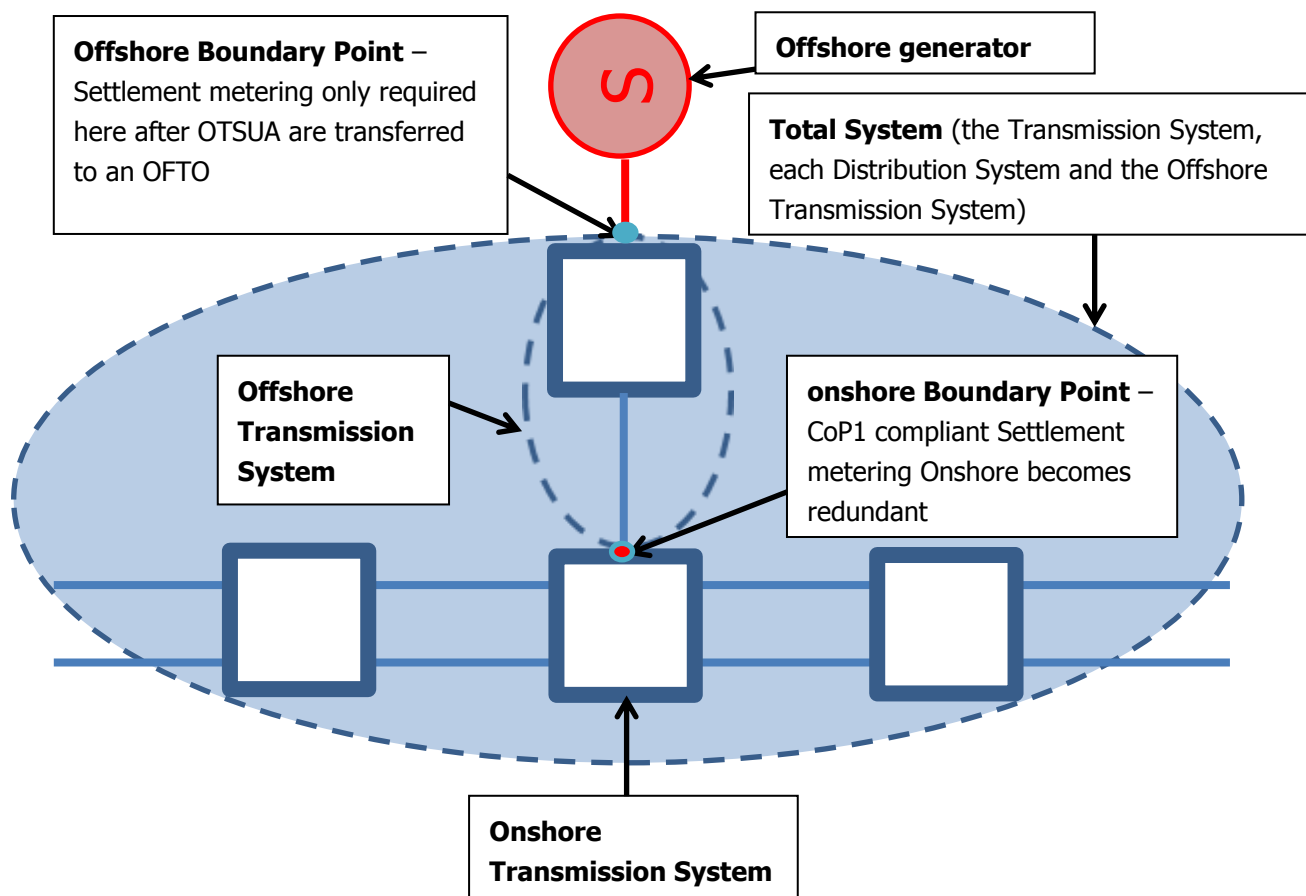 Offshore Boundary Point –
Settlement metering only required
here after OTSUA are transferred
to an OFTO
S
Offshore generator
Total System (the Transmission System,
each Distribution System and the Offshore
Transmission System)
Offshore
Transmission
System
onshore Boundary Point –
CoP1 compliant Settlement
metering Onshore becomes
redundant
Onshore
Transmission System